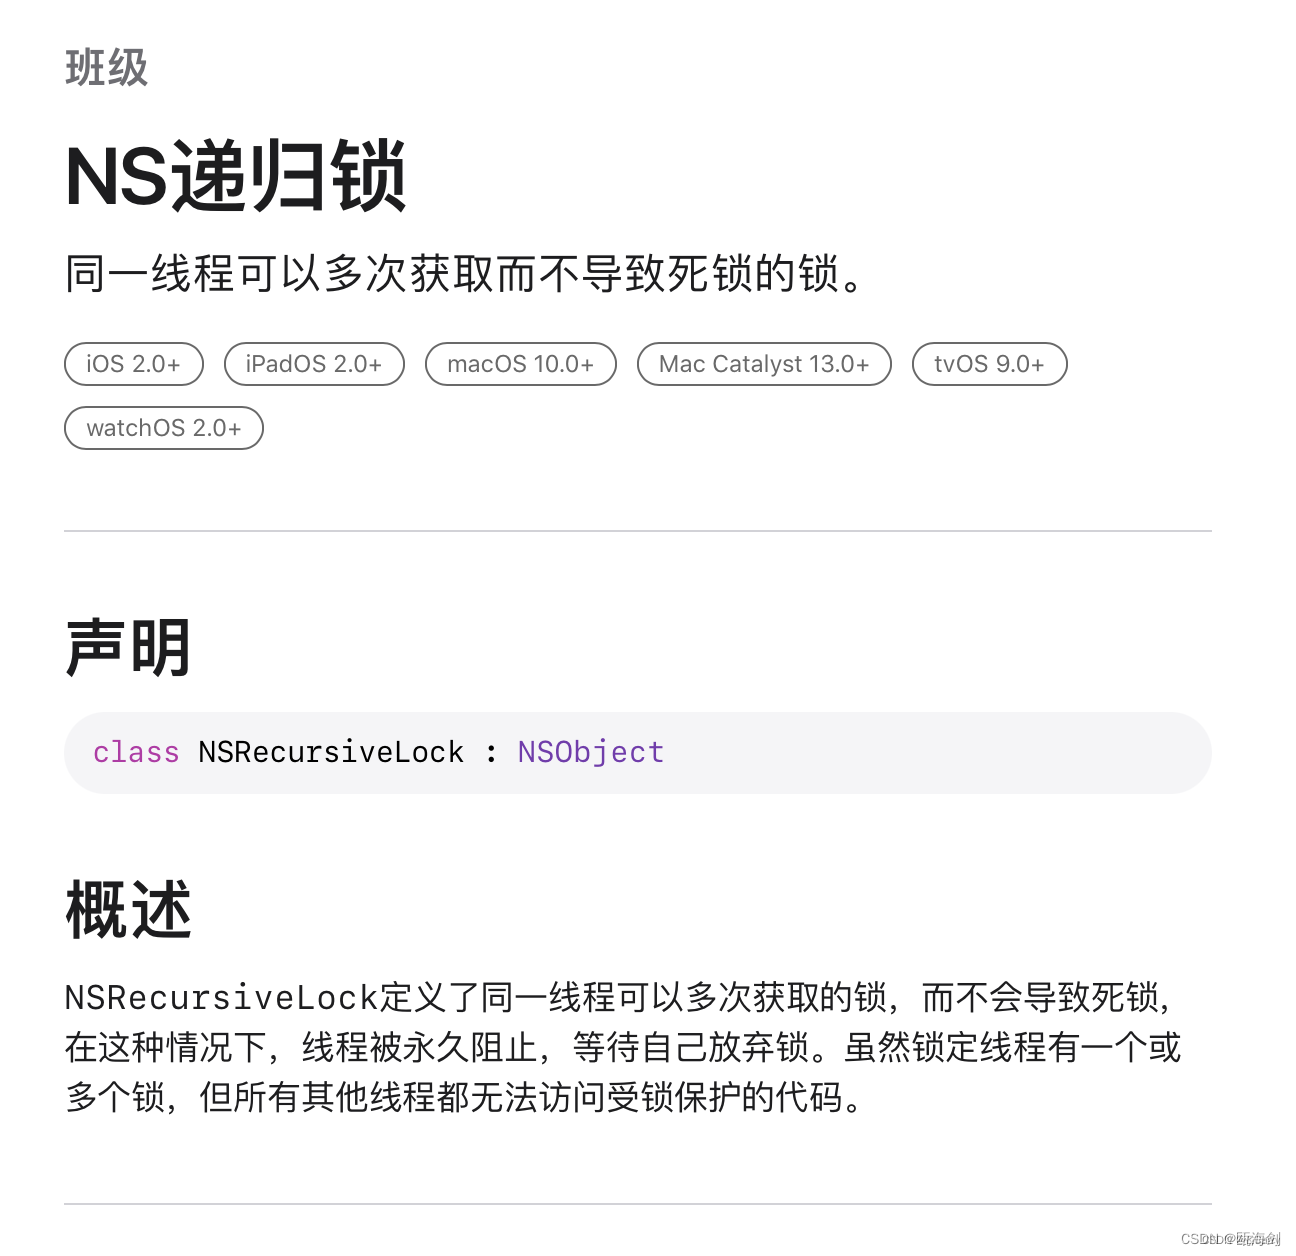 班级
NS递归锁
同一线程可以多次获取而不导致死锁的锁。
iOS 2.0+ iPadOS 2.0+ macOS 10.0+ Mac Catalyst 13.0+ tvOS 9.0+
watchOS 2.0+
声明
class NSRecursiveLock : NSObject
概述
NSRecursiveLock定义了同一线程可以多次获取的锁，而不会导致死锁，
在这种情况下，线程被永久阻止，等待自己放弃锁。虽然锁定线程有一个或
多个锁，但所有其他线程都无法访问受锁保护的代码。